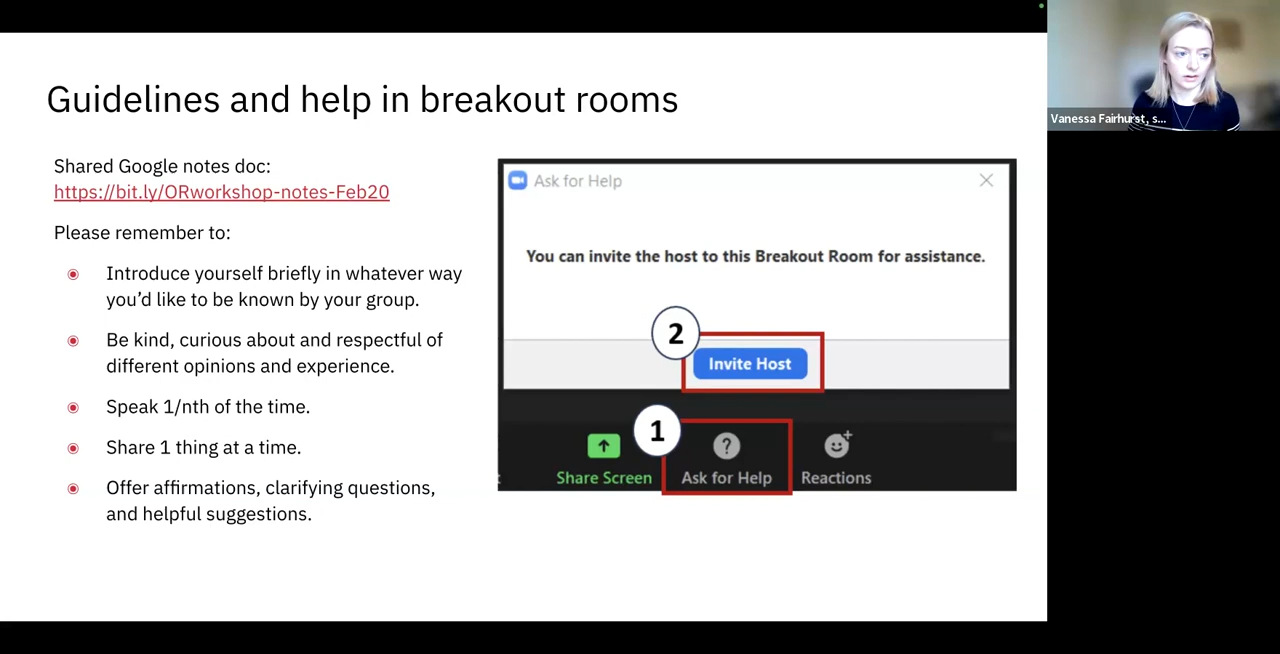 Guidelines and help in breakout rooms
Shared Google notes doc:
https://bit.ly/ORworkshop-notes-Feb20
Please remember to:
Introduce yourself briefly in whatever way
you’d like to be known by your group.
Be kind, curious about and respectful of
different opinions and experience.
Speak 1/nth of the time.
Share 1 thing at a time.
Offer affirmations, clarifying questions,
and helpful suggestions.
Ask for Help
You can invite the host to this Breakout Room for assistance.
2
Invite Host
1
Share Screen
Ask for Help
Reactions
Vanessa Fairhurst, s...